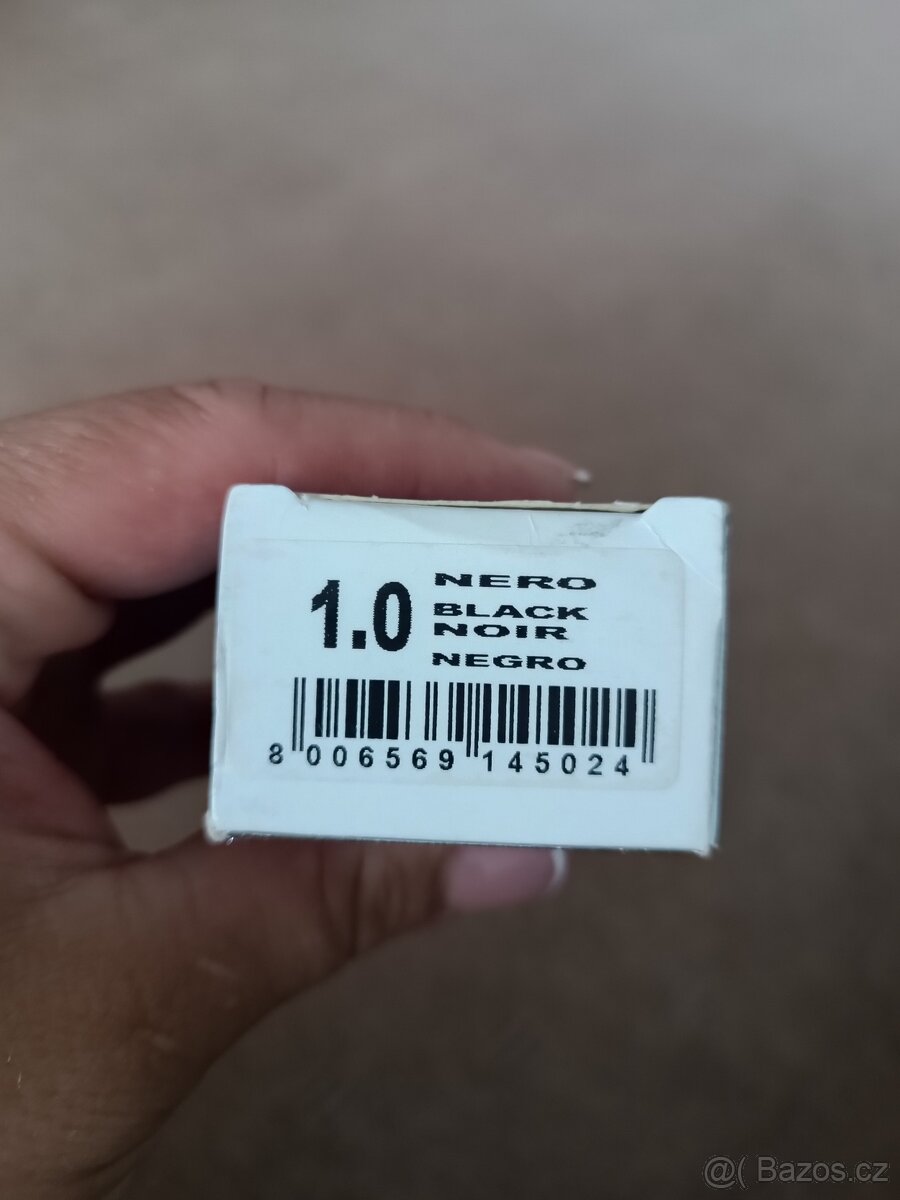 1.0
NERO
BLACK
NOIR
NEGRO
8 006569 145024
@( Bazos.cz